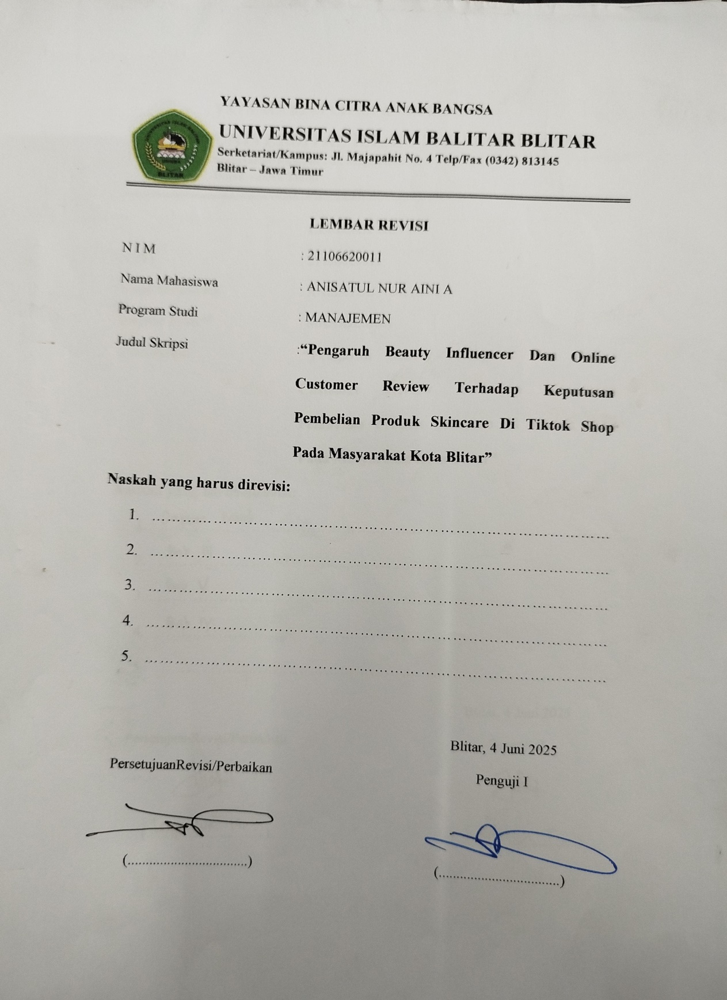 YAYASAN BINA CITRA ANAK BANGSA
UNIVERSITAS ISLAM BALITAR BLITAR
Serketariat/Kampus: Jl. Majapahit No. 4 Telp/Fax (0342) 813145
Blitar – Jawa Timur
BLITAR
LEMBAR REVISI
N I M : 21106620011
Nama Mahasiswa : ANISATUL NUR AINI A
Program Studi : MANAJEMEN
Judul Skripsi :“Pengaruh Beauty Influencer Dan Online
Customer Review Terhadap Keputusan
Pembelian Produk Skincare Di Tiktok Shop
Pada Masyarakat Kota Blitar”
Naskah yang harus direvisi:
1. ……………………………………………………………………………
2. ……………………………………………………………………………
3. ……………………………………………………………………………
4. ……………………………………………………………………………
5. ……………………………………………………………………………
Blitar, 4 Juni 2025
PersetujuanRevisi/Perbaikan
Penguji I
(.................................)
(.................................)